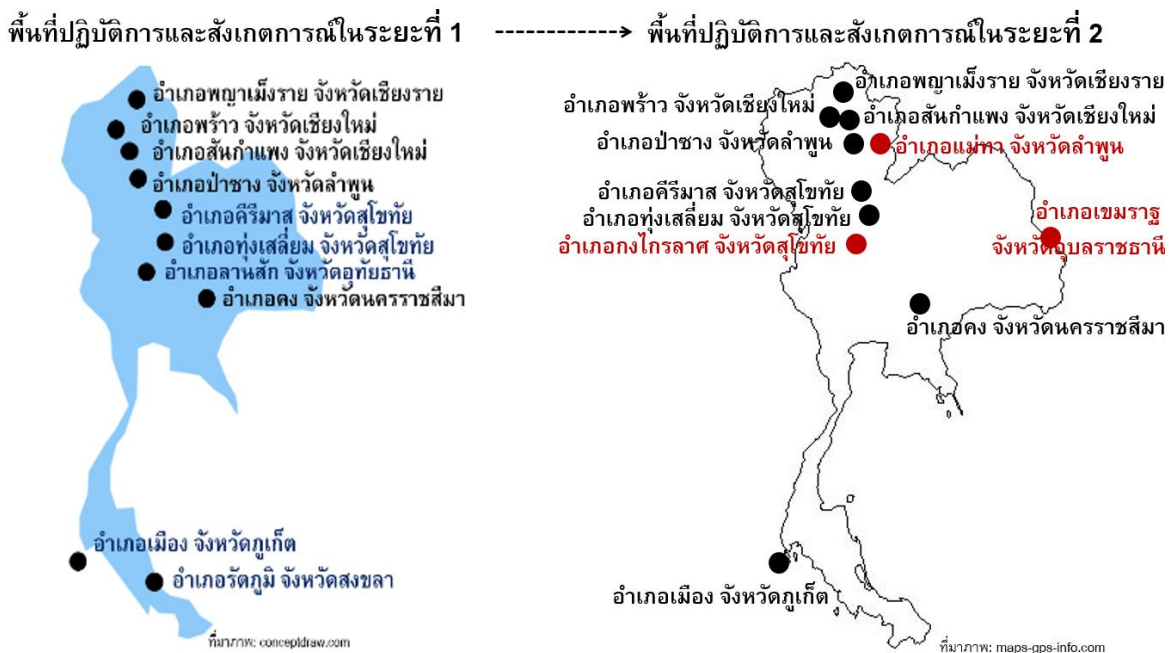 พื้นที่ปฏิบัติการและสังเกตการณ์ในระยะที่ 1
อำเภอพญาเม็งราย จังหวัดเชียงราย
อำเภอพร้าว จังหวัดเชียงใหม่
อำเภอสันกำแพง จังหวัดเชียงใหม่
อำเภอป่าซาง จังหวัดลำพูน
อำเภอคีรีมาส จังหวัดสุโขทัย
อำเภอทุ่งเสลี่ยม จังหวัดสุโขทัย
อำเภอลานสัก จังหวัดอุทัยธานี
อำเภอคง จังหวัดนครราชสีมา
อำเภอเมือง จังหวัดภูเก็ต
อำเภอรัตภูมิ จังหวัดสงขลา
ที่มาภาพ: conceptdraw.com
พื้นที่ปฏิบัติการและสังเกตการณ์ในระยะที่ 2
อำเภอพญาเม็งราย จังหวัดเชียงราย
อำเภอพร้าว จังหวัดเชียงใหม่
อำเภอสันกำแพง จังหวัดเชียงใหม่
อำเภอป่าซาง จังหวัดลำพูน
อำเภอแม่ทา จังหวัดลำพูน
อำเภอคีรีมาส จังหวัดสุโขทัย
อำเภอทุ่งเสลี่ยม จังหวัดสุโขทัย
อำเภอกงไกรลาศ จังหวัดสุโขทัย
อำเภอเขมราฐ
จังหวัดอุบลราชธานี
อำเภอคง จังหวัดนครราชสีมา
อำเภอเมือง จังหวัดภูเก็ต
ที่มาภาพ: maps-gps-info.com